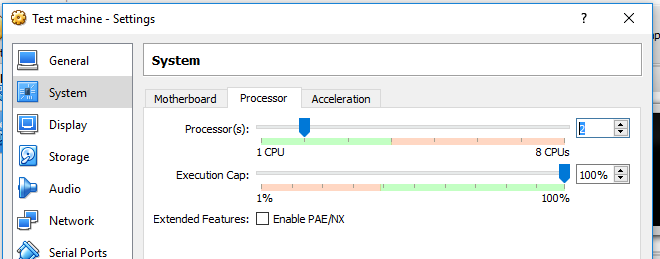 Test machine - Settings
?
General
System
Display
Storage
Audio
Network
Serial Ports
System
Motherboard Processor Acceleration
Processor(s): 2
1 CPU 8 CPUs
Execution Cap: 100%
1% 100%
Extended Features: Enable PAE/NX